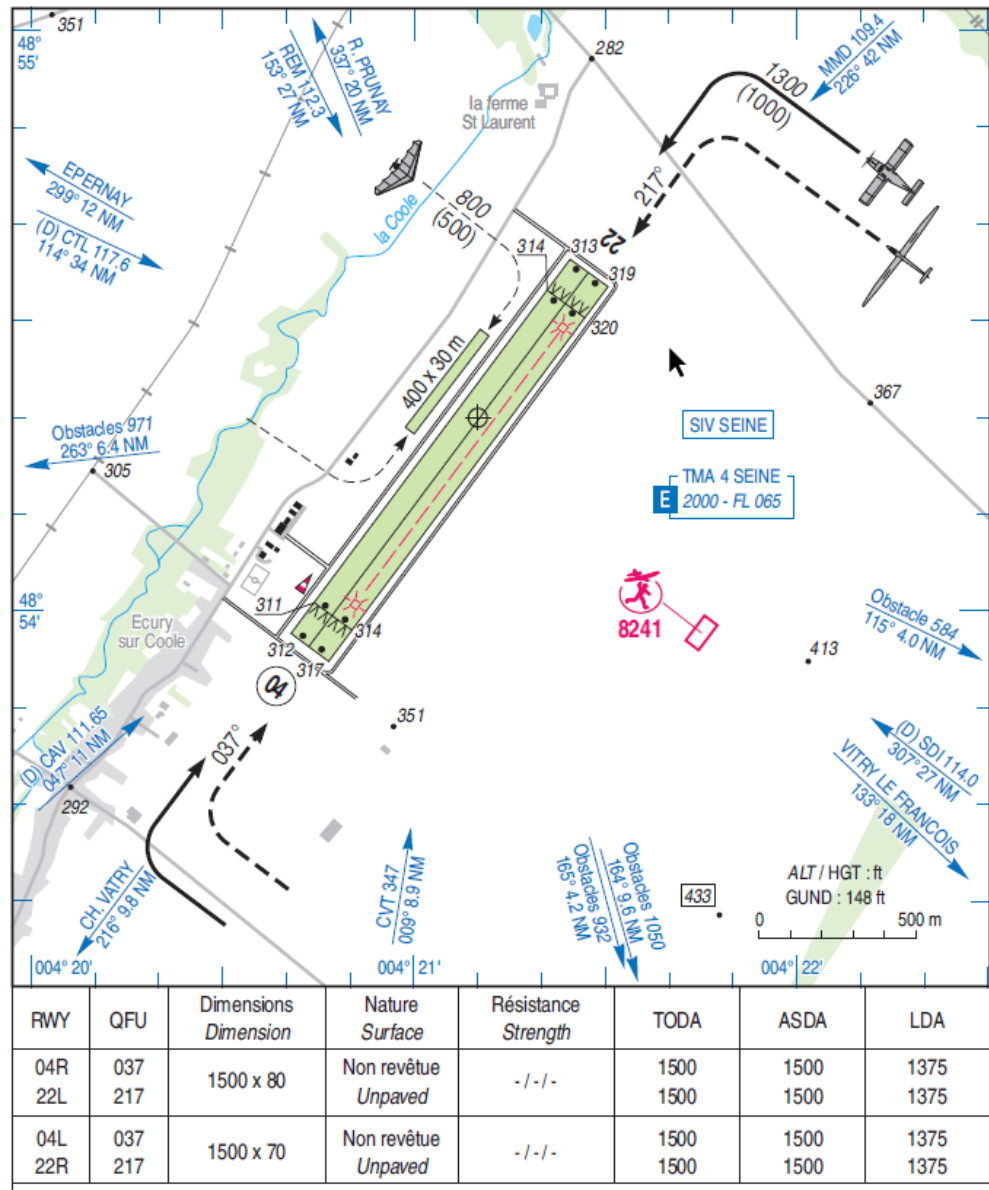 351
48°
55'
R. PRUNAY
337° 20 NM
REM 112.3
153° 27 NM
282
MMD 109.4
226° 42 NM
1300
(1000)
la ferme
St Laurent
EPERNAY
299° 12 NM
(D) CTL 117.6
114° 34 NM
800
(500)
la Coole
217°
22
314
313
319
320
400 x 30 m
367
Obstacles 971
263° 6.4 NM
305
SIV SEINE
TMA 4 SEINE
E
2000 - FL 065
48°
54'
311
Ecury
sur Coole
314
312
317
04
8241
Obstacle 584
115° 4.0 NM
413
351
037°
(D) CAV 111.65
047° 11 NM
292
(D) SDI 114.0
307° 27 NM
VITRY LE FRANCOIS
133° 18 NM
CH. VATRY
216° 9.8 NM
CVT 347
009° 8.9 NM
Obstacles 1050
164° 9.6 NM
Obstacles 932
165° 4.2 NM
433
ALT / HGT : ft
GUND : 148 ft
0 500 m
004° 20' 004° 21' 004° 22'
RWY QFU Dimensions Nature Résistance TODA ASDA LDA
Dimension Surface Strength
04R 037 1500 x 80 Non revêtue - / - / - 1500 1500 1375
22L 217 Unpaved 1500 1500 1375
04L 037 1500 x 70 Non revêtue - / - / - 1500 1500 1375
22R 217 Unpaved 1500 1500 1375